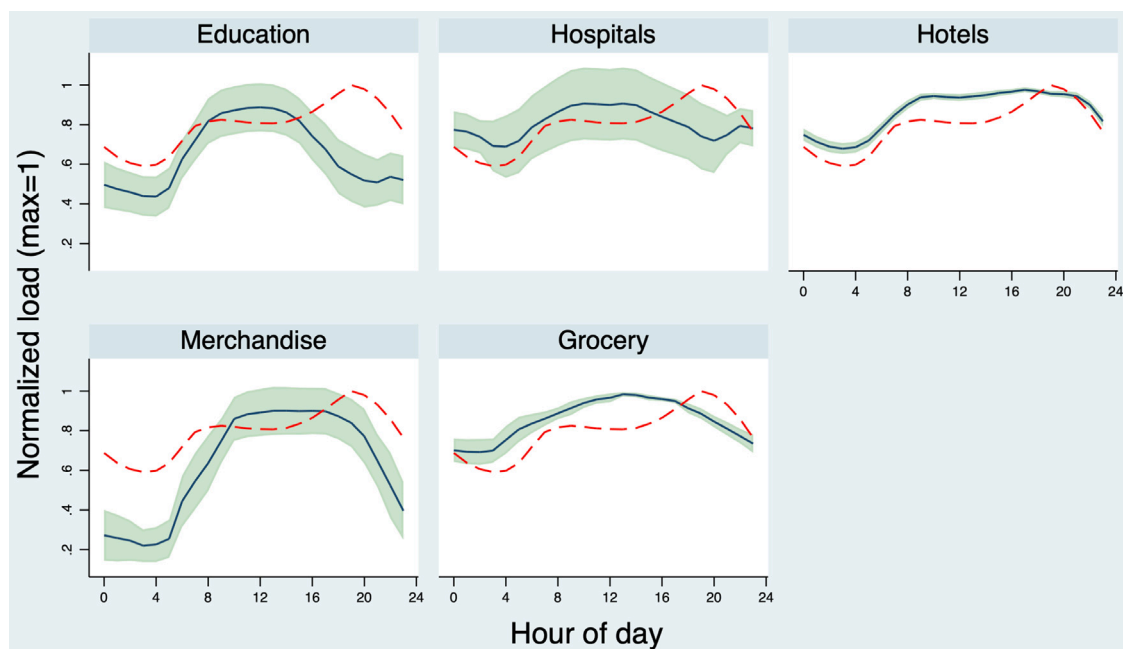 Education
Hospitals
Hotels
1
.8
.6
.4
.2
0 4 8 12 16 20 24
Merchandise
Grocery
1
.8
.6
.4
.2
0 4 8 12 16 20 24
0 4 8 12 16 20 24
Normalized load (max=1)
Hour of day